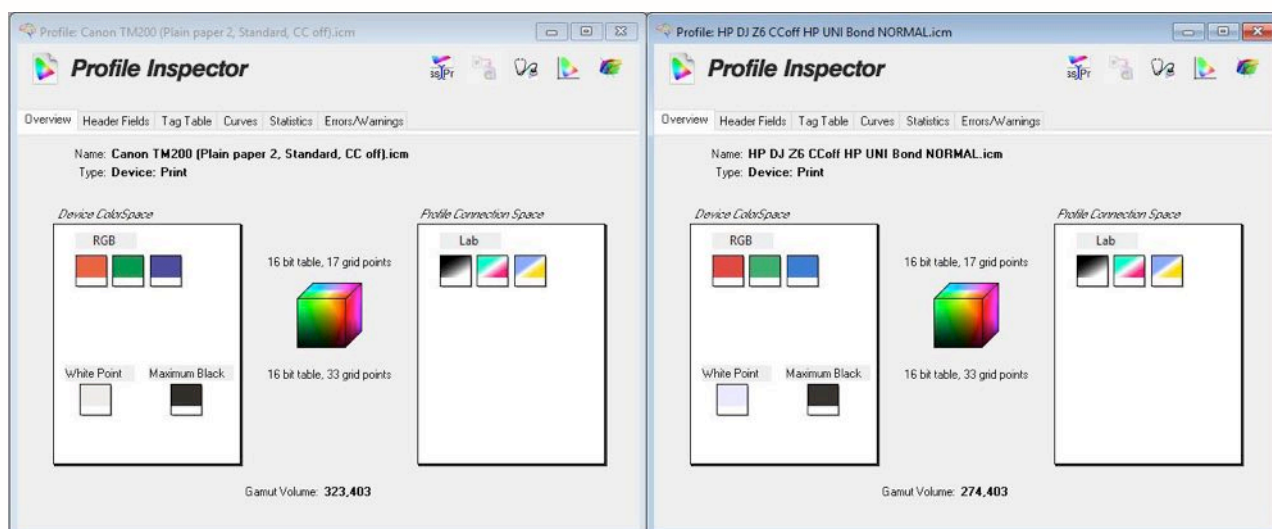 Profile: Canon TM200 (Plain paper 2, Standard, CC off).icm
Profile Inspector
Overview Header Fields Tag Table Curves Statistics Errors/Warnings
Name: Canon TM200 (Plain paper 2, Standard, CC off).icm
Type: Device: Print
Device ColorSpace
Profile Connection Space
RGB
Lab
16 bit table, 17 grid points
16 bit table, 33 grid points
White Point
Maximum Black
Gamut Volume: 323,403
Profile: HP DJ Z6 CCoff HP UNI Bond NORMAL.icm
Profile Inspector
Overview Header Fields Tag Table Curves Statistics Errors/Warnings
Name: HP DJ Z6 CCoff HP UNI Bond NORMAL.icm
Type: Device: Print
Device ColorSpace
Profile Connection Space
RGB
Lab
16 bit table, 17 grid points
16 bit table, 33 grid points
White Point
Maximum Black
Gamut Volume: 274,403